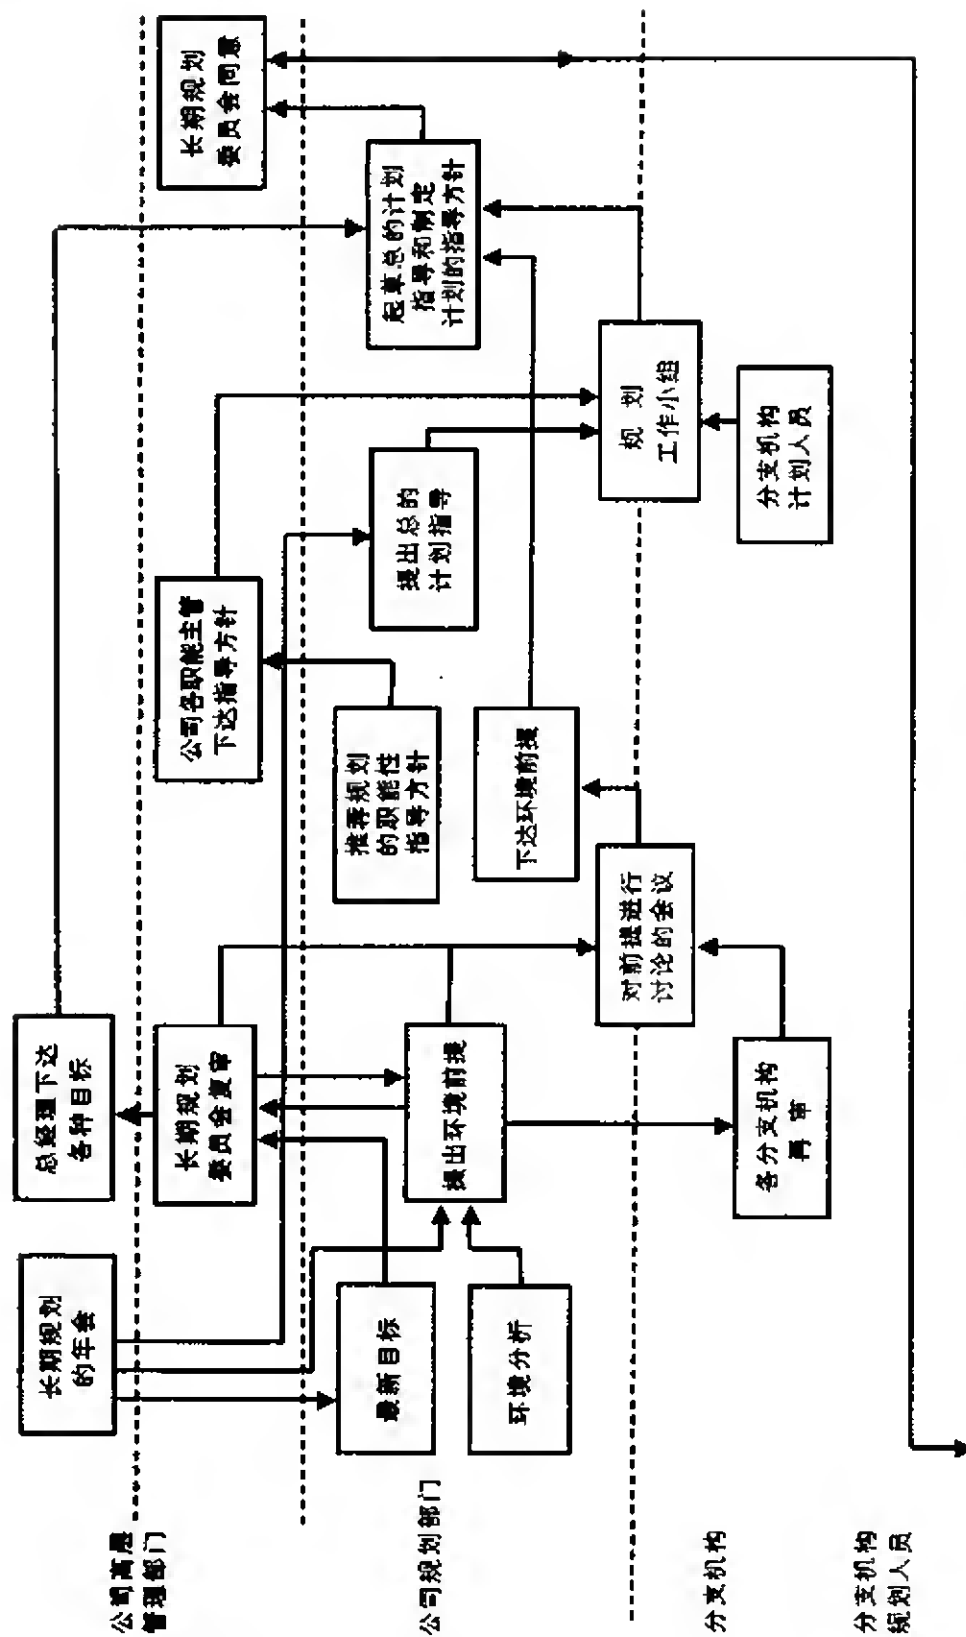 公司高层
管理部门
长期规划
的年会
总经理下达
各种目标
长期规划
委员会复审
公司各职能主管
下达指导方针
长期规划
委员会同意
公司规划部门
最新目标
环境分析
提出环境前提
推荐规划
的职能性
指导方针
下达环境前提
提出总的
计划指导
起草总的计划
指导和制定
计划的指导方针
对前提进行
讨论的会议
规划
工作小组
分支机构
各分支机构
再审
分支机构
计划人员
分支机构
规划人员